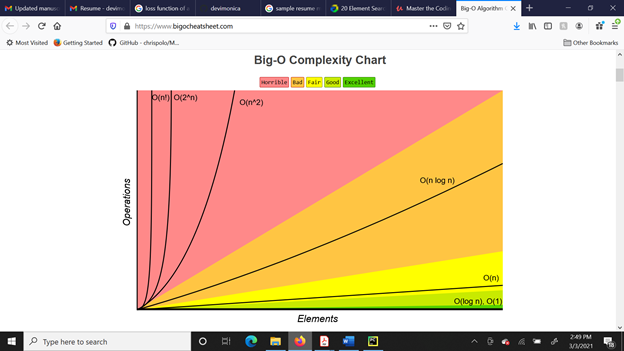 Updated manus
Resume - devim
loss function of a
devimonica
sample resume n
20 Element Sear
Master the Codin
Big-O Algorithm
https://www.bigocheatsheet.com
Most Visited
Getting Started
GitHub - chrispolo/M...
Other Bookmarks
Big-O Complexity Chart
Horrible Bad Fair Good Excellent
O(n!) O(2^n) O(n^2)
O(n log n)
O(n)
O(log n), O(1)
Operations
Elements
Type here to search
2:49 PM
3/3/2021